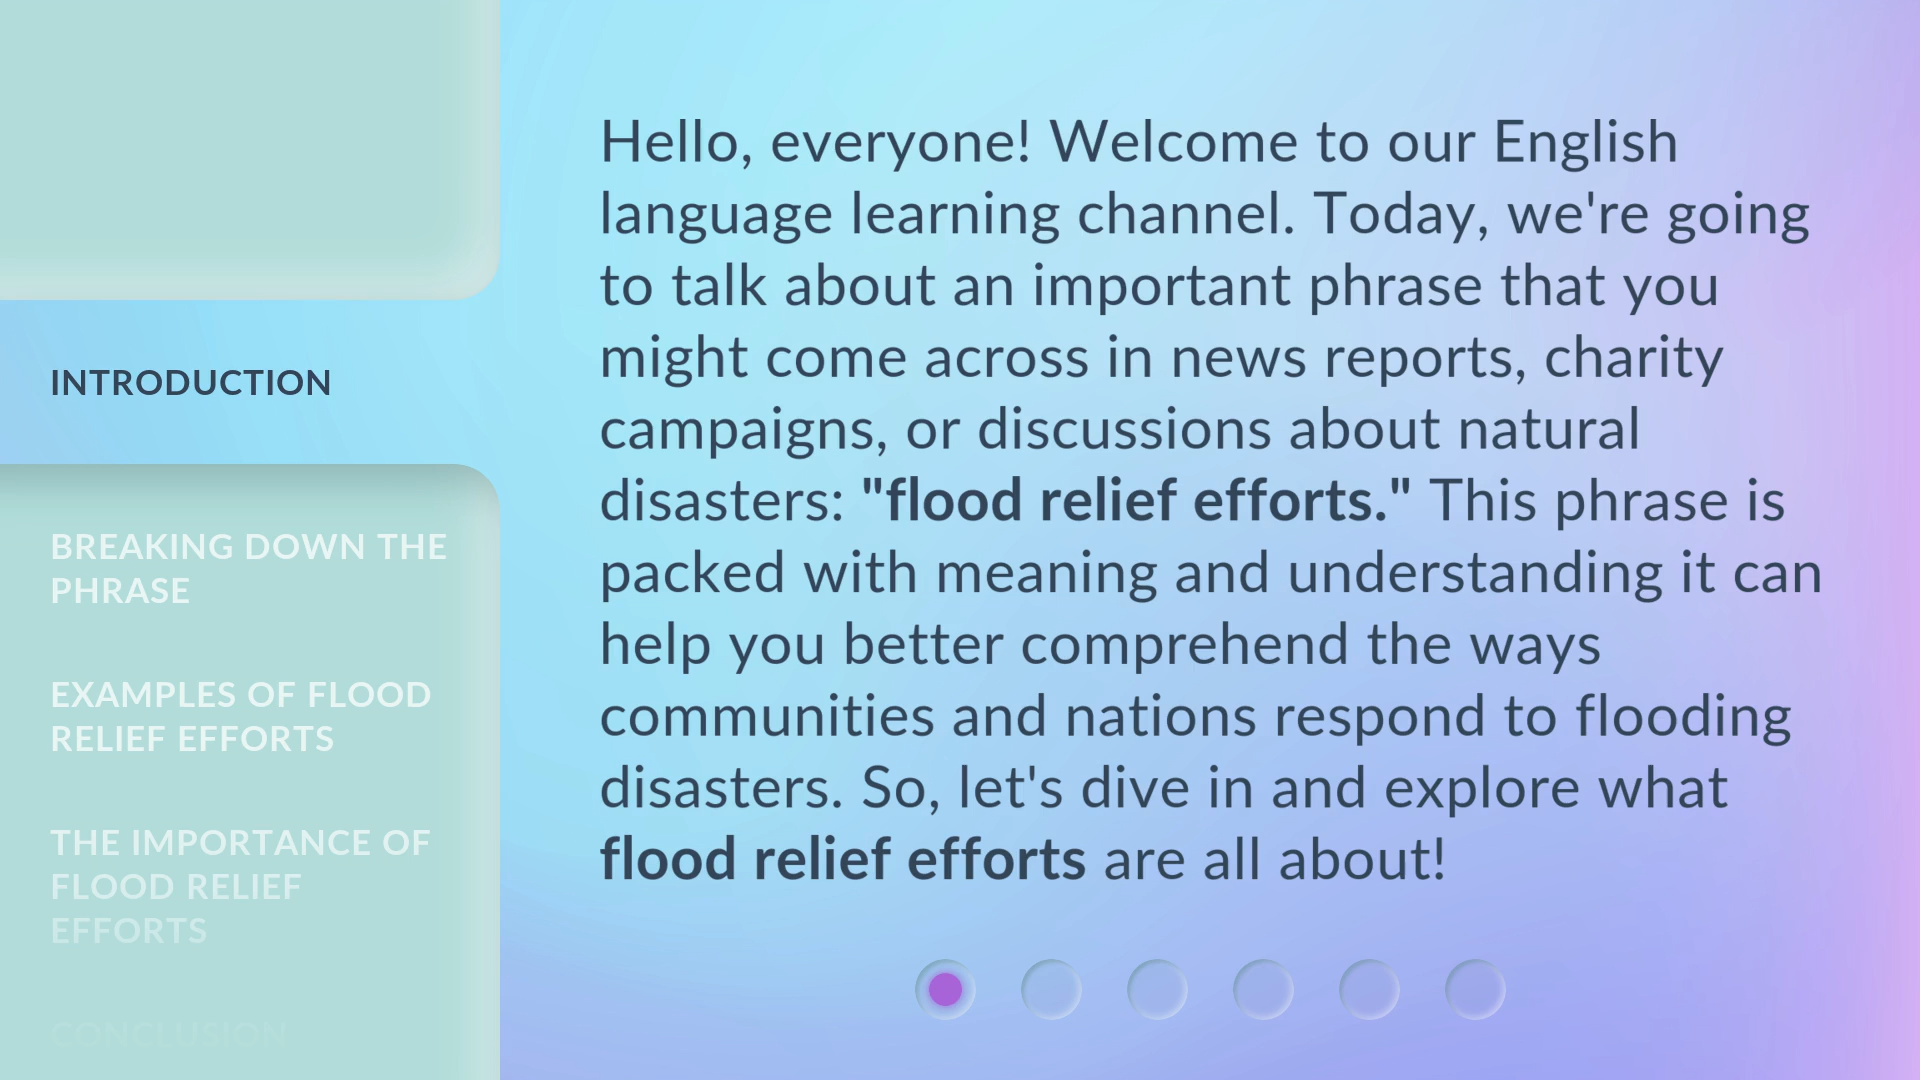 INTRODUCTION
BREAKING DOWN THE
PHRASE
EXAMPLES OF FLOOD
RELIEF EFFORTS
THE IMPORTANCE OF
FLOOD RELIEF
EFFORTS
CONCLUSION
Hello, everyone! Welcome to our English
language learning channel. Today, we're going
to talk about an important phrase that you
might come across in news reports, charity
campaigns, or discussions about natural
disasters: "flood relief efforts." This phrase is
packed with meaning and understanding it can
help you better comprehend the ways
communities and nations respond to flooding
disasters. So, let's dive in and explore what
flood relief efforts are all about!